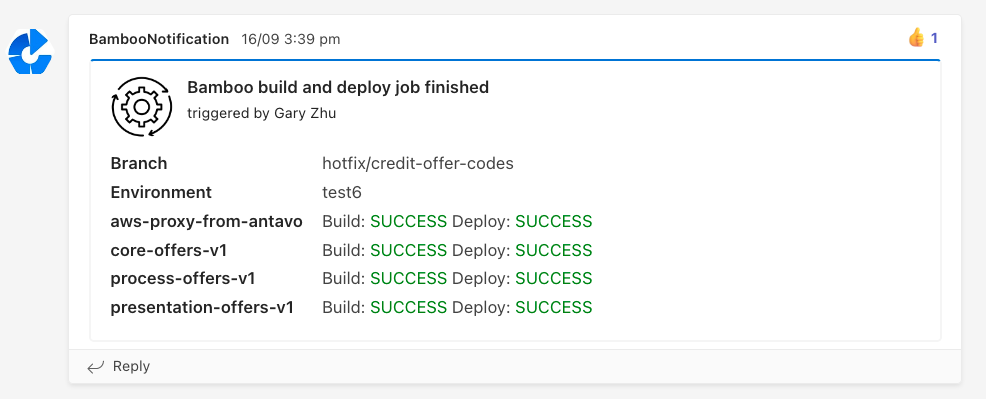 BambooNotification 16/09 3:39 pm
👍 1
Bamboo build and deploy job finished
triggered by Gary Zhu
Branch hotfix/credit-offer-codes
Environment test6
aws-proxy-from-antavo Build: SUCCESS Deploy: SUCCESS
core-offers-v1 Build: SUCCESS Deploy: SUCCESS
process-offers-v1 Build: SUCCESS Deploy: SUCCESS
presentation-offers-v1 Build: SUCCESS Deploy: SUCCESS
Reply